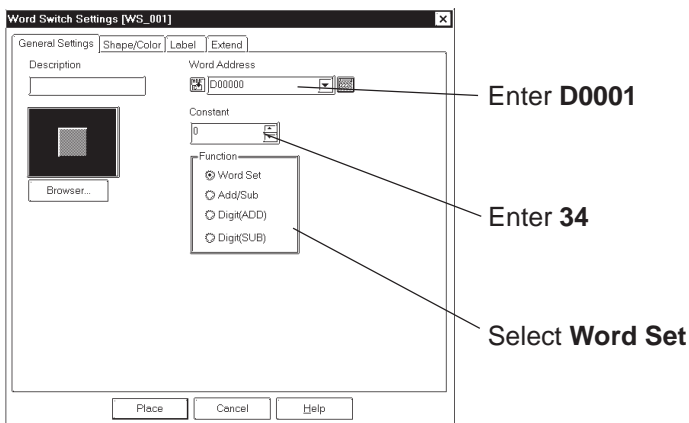 Word Switch Settings [WS_001]
General Settings Shape/Color Label Extend
Description
Word Address
D00000
Enter D0001
Constant
0
Function
Word Set
Browser...
Add/Sub
Digit(ADD)
Enter 34
Digit(SUB)
Select Word Set
Place Cancel Help